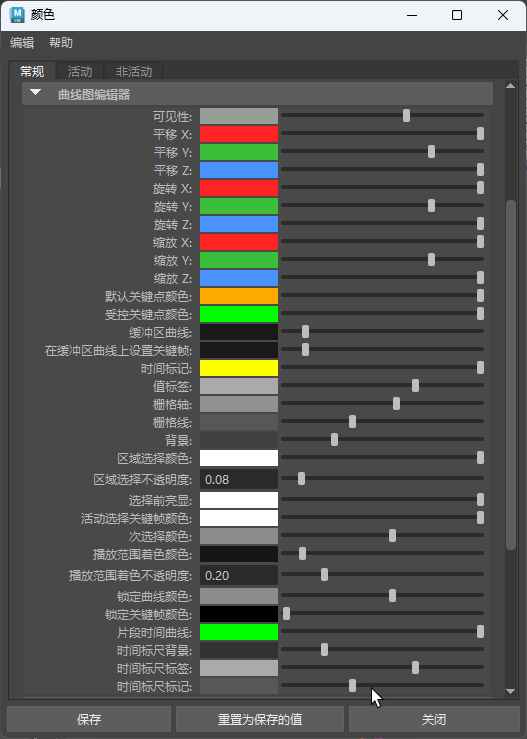 M
颜色
编辑 帮助
常规 活动 非活动
曲线图编辑器
可见性:
平移 X:
平移 Y:
平移 Z:
旋转 X:
旋转 Y:
旋转 Z:
缩放 X:
缩放 Y:
缩放 Z:
默认关键点颜色:
受控关键点颜色:
缓冲区曲线:
在缓冲区曲线上设置关键帧:
时间标记:
值标签:
栅格轴:
栅格线:
背景:
区域选择颜色:
区域选择不透明度: 0.08
选择前亮显:
活动选择关键帧颜色:
次选择颜色:
播放范围着色颜色:
播放范围着色不透明度: 0.20
锁定曲线颜色:
锁定关键帧颜色:
片段时间曲线:
时间标尺背景:
时间标尺标签:
时间标尺标记:
保存 重置为保存的值 关闭